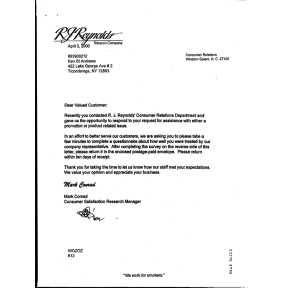 RJReynolds
Tobacco Company
April 3, 2000
Consumer Relations
Winston-Salem, N. C. 27102
Ken St Andrews
422 Lake George Ave # 2
Ticonderoga, NY 12883
Dear Valued Customer:
Recently you contacted R. J. Reynolds' Consumer Relations Department and
gave us the opportunity to respond to your request for assistance with either a
promotion or product related issue.
In an effort to better serve our customers, we are asking you to please take a
few minutes to complete a questionnaire about how well you were treated by our
company representative. After completing the survey on the reverse side of this
letter, please return it in the enclosed postage-paid envelope. Please return
within ten days of receipt.
Thank you for taking the time to let us know how our staff met your expectations.
We value your opinion and appreciate your business.
Mark Conrad
Mark Conrad
Consumer Satisfaction Research Manager
"We work for smokers."